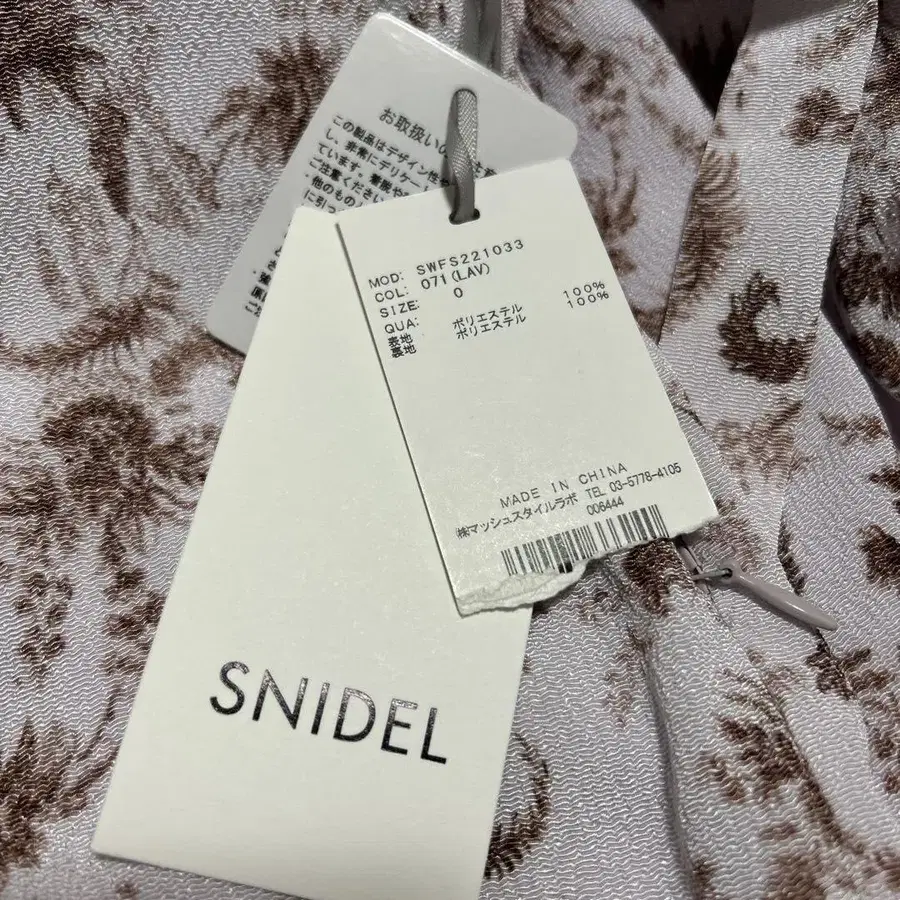 お取扱いの
この製品はデザイン性
し、非常にデリケー
ています。着脱や
ご注意ください
・他のもの
に引っ
MOD: SWFS221033
COL: 071(LAV)
SIZE: 0
QUA:
表地 ポリエステル 100%
裏地 ポリエステル 100%
MADE IN CHINA
㈱マッシュスタイルラボ TEL 03-5778-4105
006444
SNIDEL